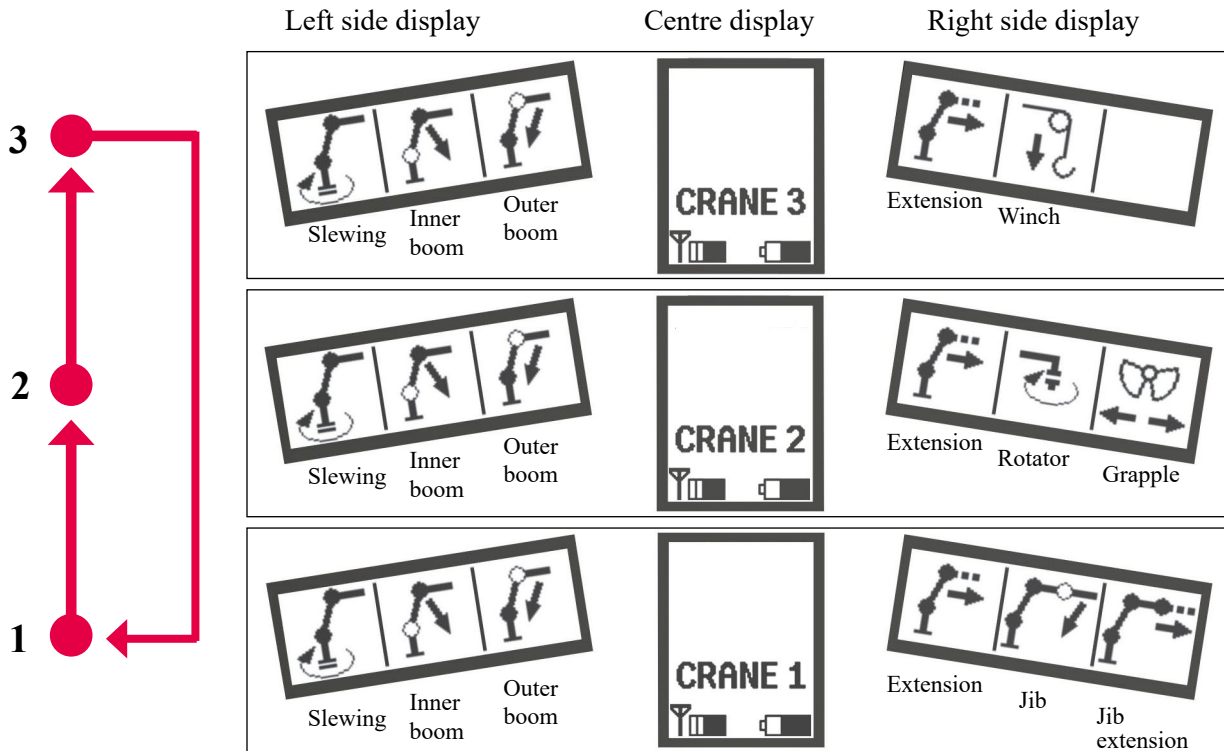 Left side display
Centre display
Right side display
3
CRANE 3
Slewing
Inner
boom
Outer
boom
Extension
Winch
2
CRANE 2
Slewing
Inner
boom
Outer
boom
Extension
Rotator
Grapple
1
CRANE 1
Slewing
Inner
boom
Outer
boom
Extension
Jib
Jib
extension